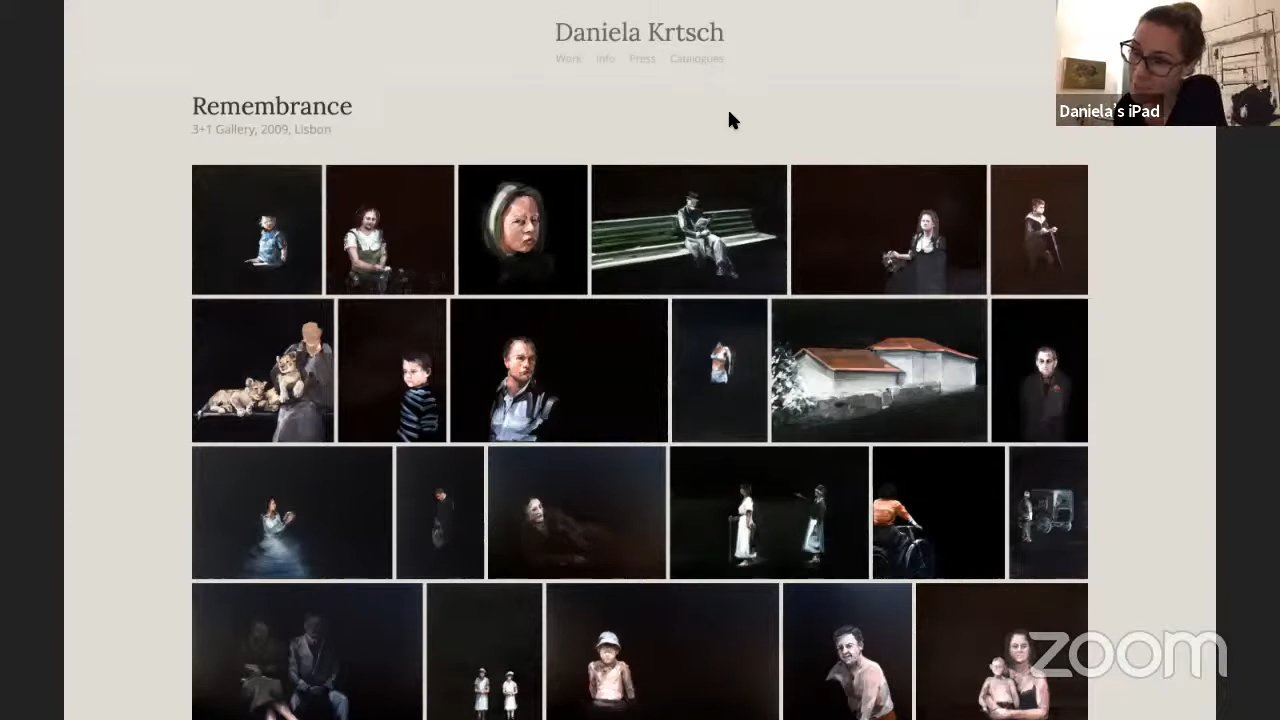 Daniela Krtsch
Work Info Press Catalogues
Remembrance
3+1 Gallery, 2009, Lisbon
Daniela's iPad
zoom